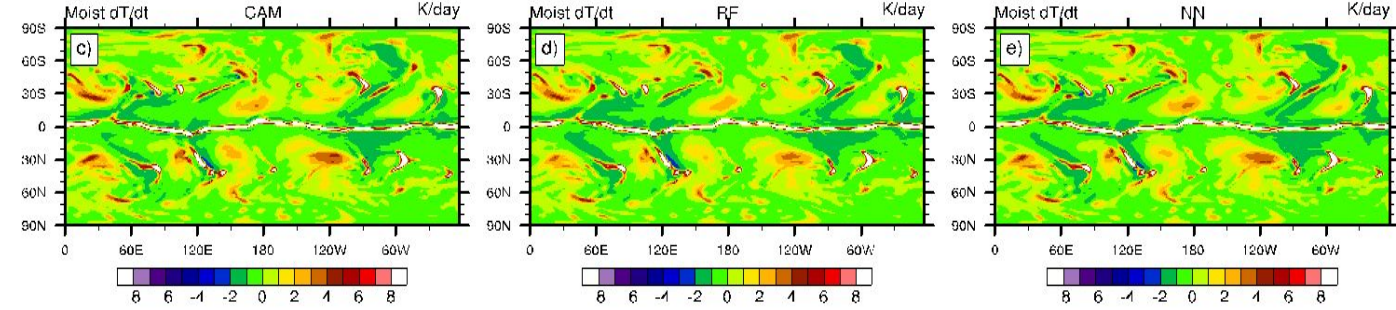 Moist dT/dt CAM K/day
c)
90S
60S
30S
0
30N
60N
90N
0 60E 120E 180 120W 60W
8 6 -4 -2 0 2 4 6 8
Moist dT/dt RF K/day
d)
90S
60S
30S
0
30N
60N
90N
0 60E 120E 180 120W 60W
8 6 -4 -2 0 2 4 6 8
Moist dT/dt NN K/day
e)
90S
60S
30S
0
30N
60N
90N
0 60E 120E 180 120W 60W
8 6 -4 -2 0 2 4 6 8